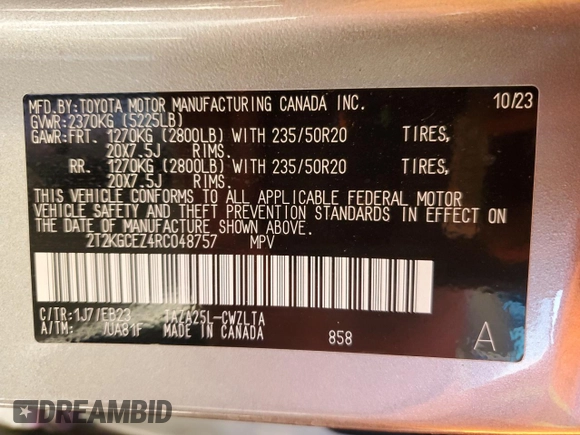 MFD.BY:TOYOTA MOTOR MANUFACTURING CANADA INC. 10/23
GVWR:2370KG (5225LB)
GAWR:FRT. 1270KG (2800LB) WITH 235/50R20 TIRES,
20X7.5J RIMS.
RR. 1270KG (2800LB) WITH 235/50R20 TIRES,
20X7.5J RIMS.
THIS VEHICLE CONFORMS TO ALL APPLICABLE FEDERAL MOTOR
VEHICLE SAFETY AND THEFT PREVENTION STANDARDS IN EFFECT ON
THE DATE OF MANUFACTURE SHOWN ABOVE.
2T2KGCEZ4RC048757 MPV
C/TR:1J7/EB23 TAZA25L-CWZLTA
A/TM: /UA81F MADE IN CANADA 858 A
DREAMBID